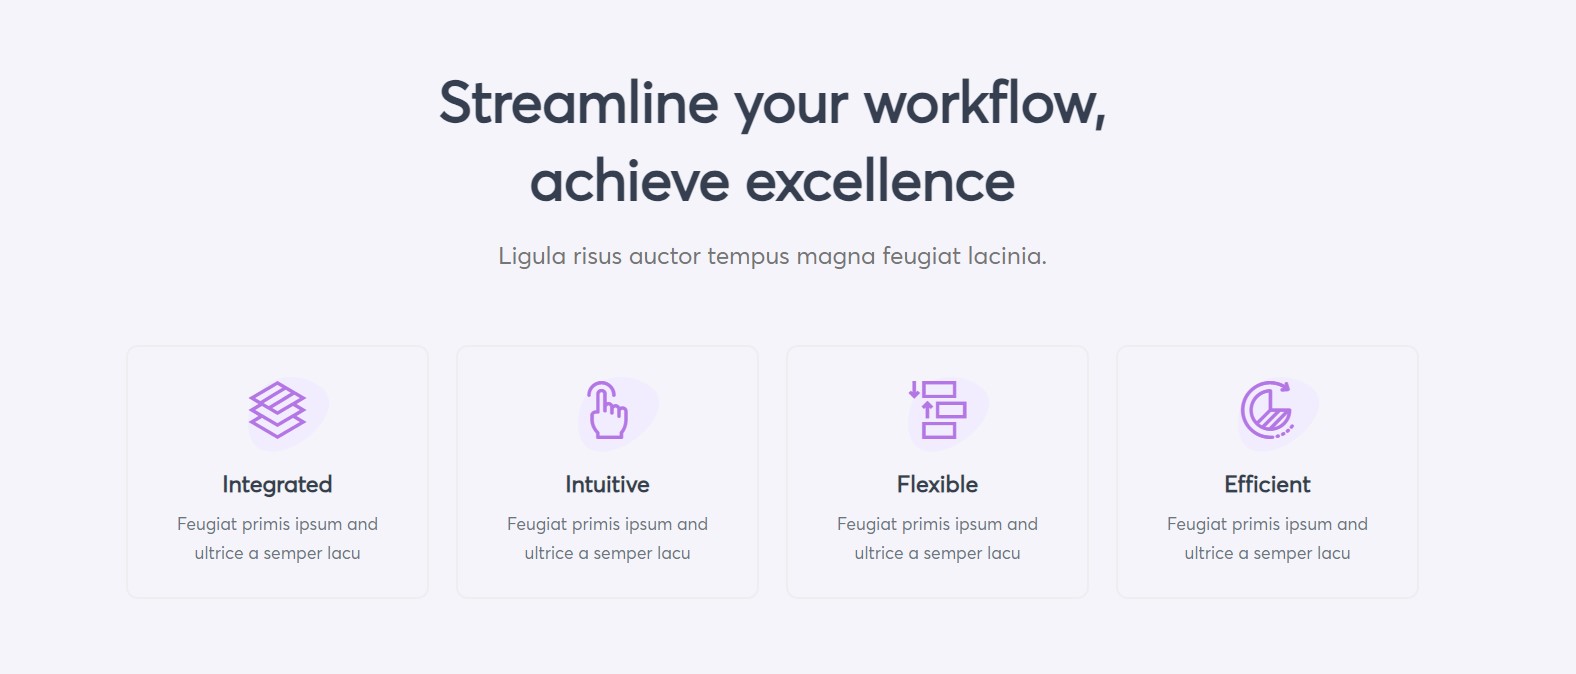 Streamline your workflow,
achieve excellence
Ligula risus auctor tempus magna feugiat lacinia.
Integrated
Feugiat primis ipsum and
ultrice a semper lacu
Intuitive
Feugiat primis ipsum and
ultrice a semper lacu
Flexible
Feugiat primis ipsum and
ultrice a semper lacu
Efficient
Feugiat primis ipsum and
ultrice a semper lacu